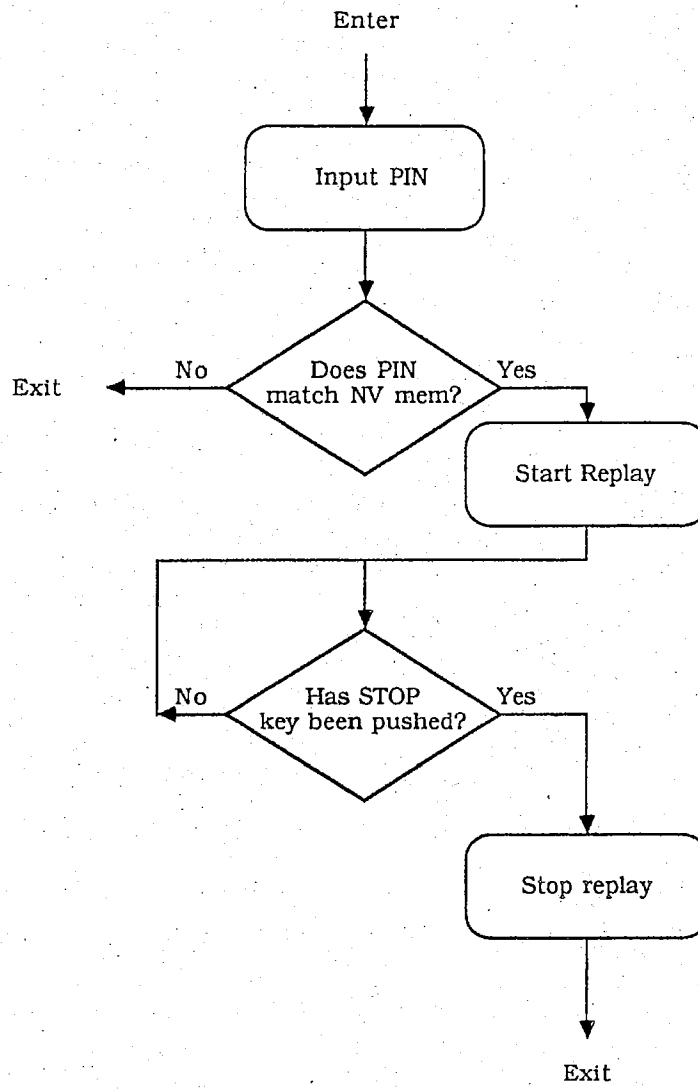 Enter
Input PIN
Does PIN
match NV mem?
No
Yes
Exit
Start Replay
Has STOP
key been pushed?
No
Yes
Stop replay
Exit